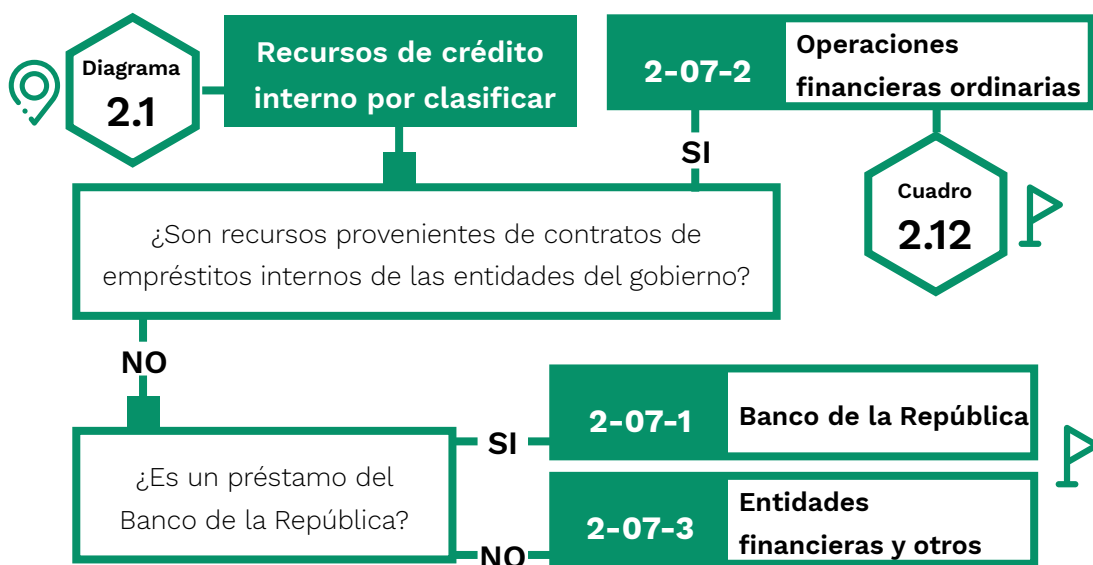 Diagrama
2.1
Recursos de crédito
interno por clasificar
2-07-2
Operaciones
financieras ordinarias
SI
Cuadro
2.12
¿Son recursos provenientes de contratos de
empréstitos internos de las entidades del gobierno?
NO
¿Es un préstamo del
Banco de la República?
SI
2-07-1
Banco de la República
NO
2-07-3
Entidades
financieras y otros